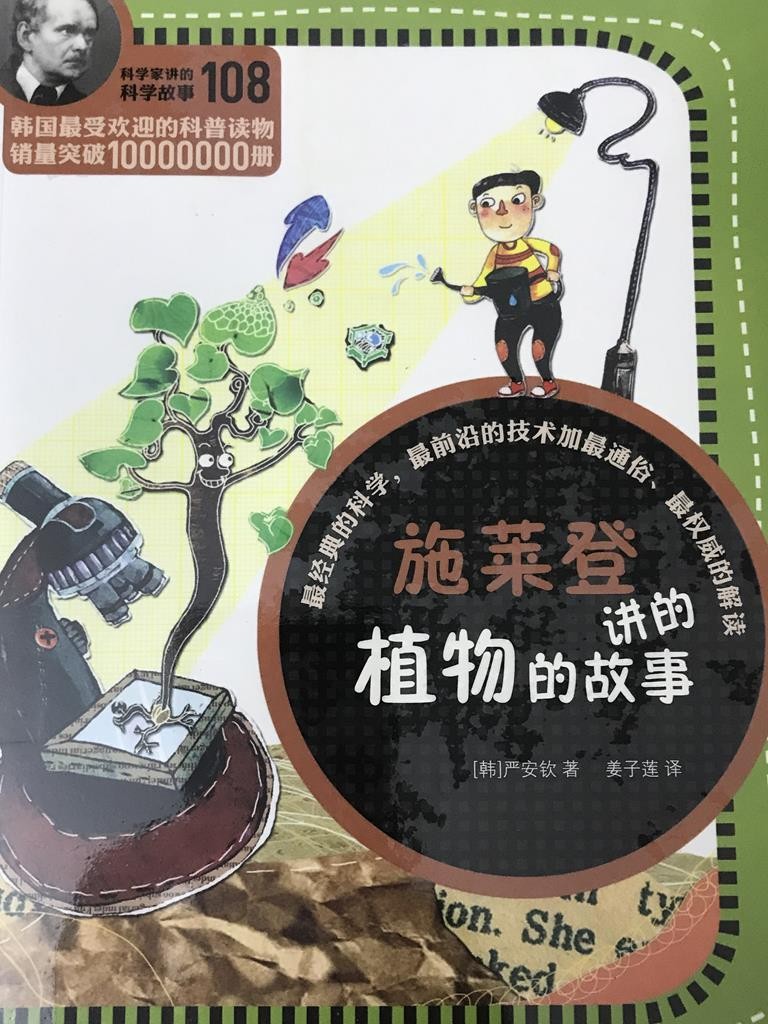 科学家讲的
科学故事 108
韩国最受欢迎的科普读物
销量突破10000000册
最经典的科学，最前沿的技术加最通俗、最权威的解读
施莱登
讲的
植物的故事
[韩]严安钦 著 姜子莲 译
ion. She
ked
ty